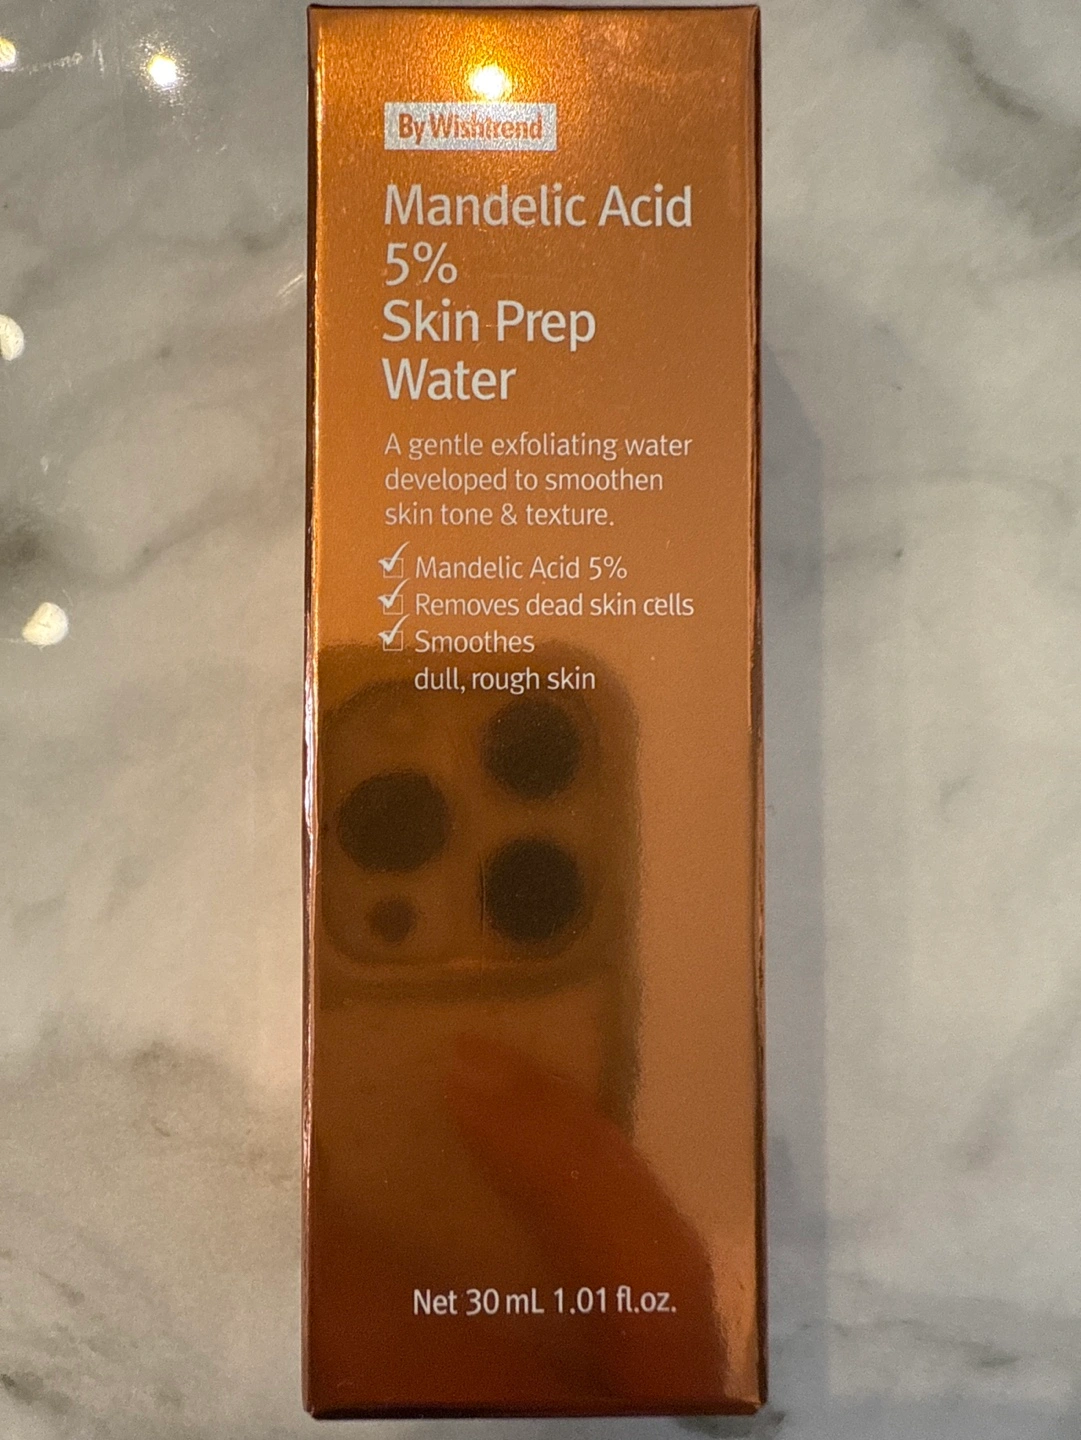 By Wishtrend
Mandelic Acid
5%
Skin Prep
Water
A gentle exfoliating water
developed to smoothen
skin tone & texture.
Mandelic Acid 5%
Removes dead skin cells
Smoothes
dull, rough skin
Net 30 mL 1.01 fl.oz.